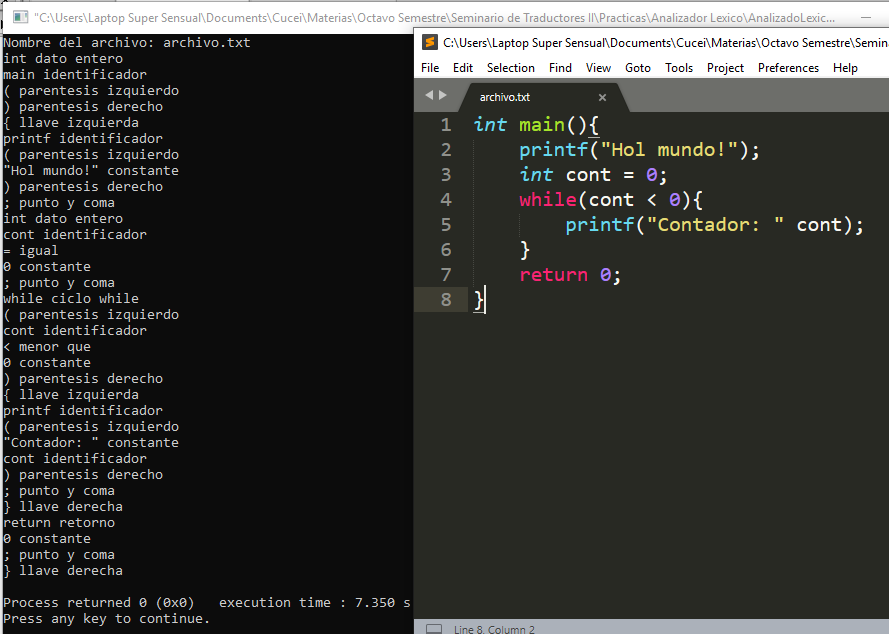 "C:\Users\Laptop Super Sensual\Documents\Cucei\Materias\Octavo Semestre\Seminario de Traductores II\Practicas\Analizador Lexico\AnalizadoLexic...
Nombre del archivo: archivo.txt
int dato entero
main identificador
( parentesis izquierdo
) parentesis derecho
{ llave izquierda
printf identificador
( parentesis izquierdo
"Hol mundo!" constante
) parentesis derecho
; punto y coma
int dato entero
cont identificador
= igual
0 constante
; punto y coma
while ciclo while
( parentesis izquierdo
cont identificador
< menor que
0 constante
) parentesis derecho
{ llave izquierda
printf identificador
( parentesis izquierdo
"Contador: " constante
cont identificador
) parentesis derecho
; punto y coma
} llave derecha
return retorno
0 constante
; punto y coma
} llave derecha
Process returned 0 (0x0)   execution time : 7.350 s
Press any key to continue.
C:\Users\Laptop Super Sensual\Documents\Cucei\Materias\Octavo Semestre\Semina
File Edit Selection Find View Goto Tools Project Preferences Help
archivo.txt
1 int main(){
2     printf("Hol mundo!");
3     int cont = 0;
4     while(cont < 0){
5         printf("Contador: " cont);
6     }
7     return 0;
8 }
Line 8, Column 2